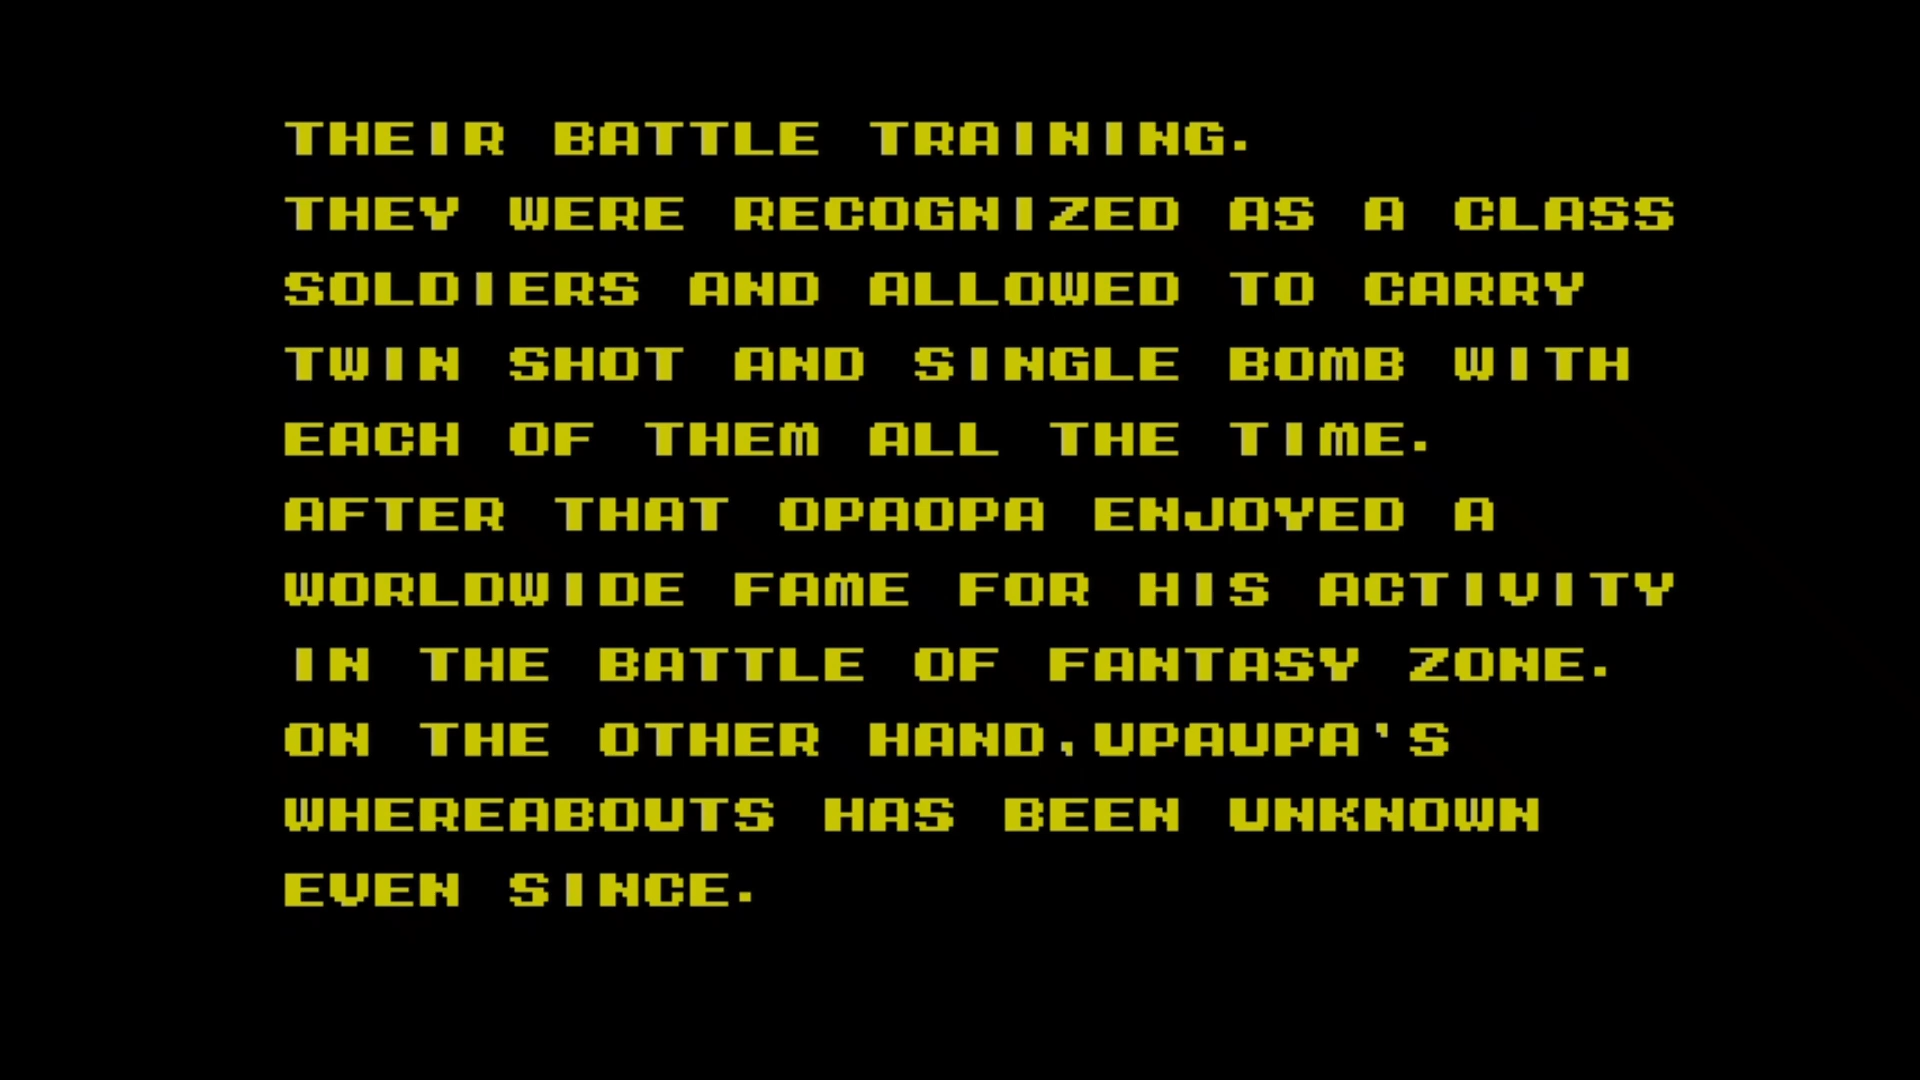 THEIR BATTLE TRAINING.
THEY WERE RECOGNIZED AS A CLASS
SOLDIERS AND ALLOWED TO CARRY
TWIN SHOT AND SINGLE BOMB WITH
EACH OF THEM ALL THE TIME.
AFTER THAT OPAOPA ENJOYED A
WORLDWIDE FAME FOR HIS ACTIVITY
IN THE BATTLE OF FANTASY ZONE.
ON THE OTHER HAND,UPAUPA'S
WHEREABOUTS HAS BEEN UNKNOWN
EVEN SINCE.